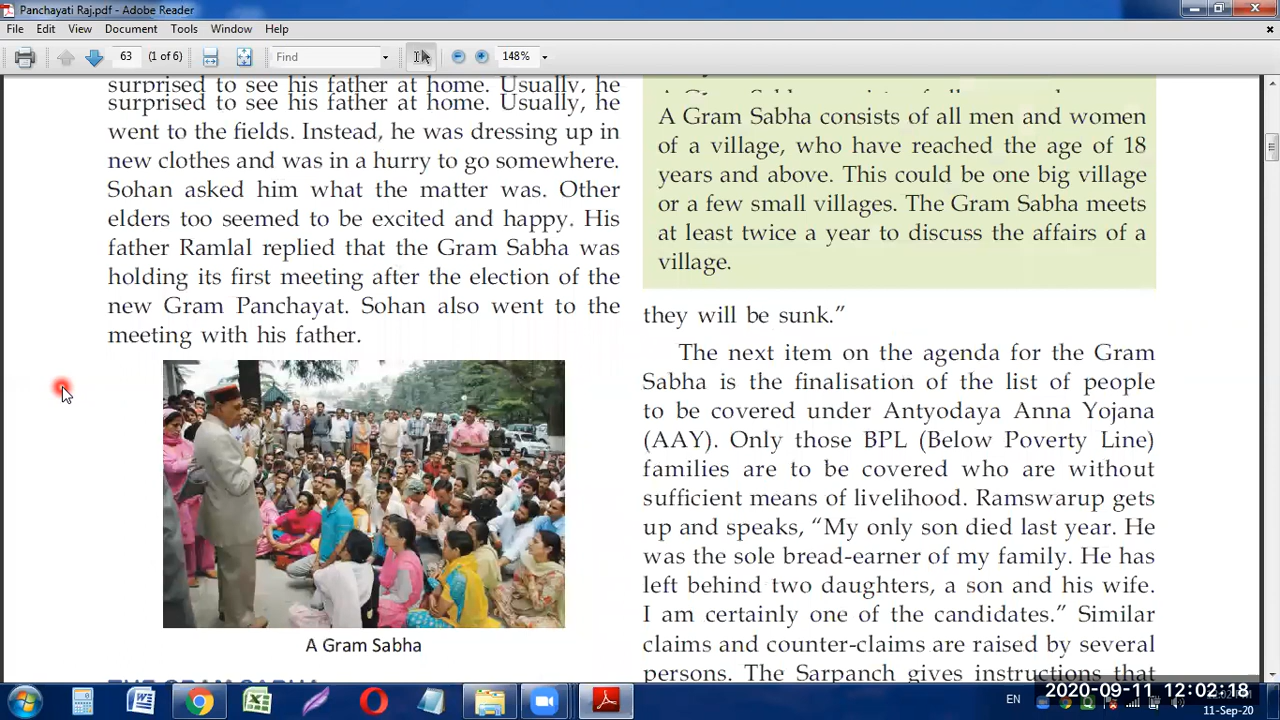 Panchayati Raj.pdf - Adobe Reader
File Edit View Document Tools Window Help
63 (1 of 6) Find 148%
surprised to see his father at home. Usually, he
surprised to see his father at home. Usually, he
went to the fields. Instead, he was dressing up in
new clothes and was in a hurry to go somewhere.
Sohan asked him what the matter was. Other
elders too seemed to be excited and happy. His
father Ramlal replied that the Gram Sabha was
holding its first meeting after the election of the
new Gram Panchayat. Sohan also went to the
meeting with his father.
A Gram Sabha
A Gram Sabha consists of all men and women
of a village, who have reached the age of 18
years and above. This could be one big village
or a few small villages. The Gram Sabha meets
at least twice a year to discuss the affairs of a
village.
they will be sunk.”
The next item on the agenda for the Gram
Sabha is the finalisation of the list of people
to be covered under Antyodaya Anna Yojana
(AAY). Only those BPL (Below Poverty Line)
families are to be covered who are without
sufficient means of livelihood. Ramswarup gets
up and speaks, “My only son died last year. He
was the sole bread-earner of my family. He has
left behind two daughters, a son and his wife.
I am certainly one of the candidates.” Similar
claims and counter-claims are raised by several
persons. The Sarpanch gives instructions that
EN
2020-09-11 12:02:18
11-Sep-20